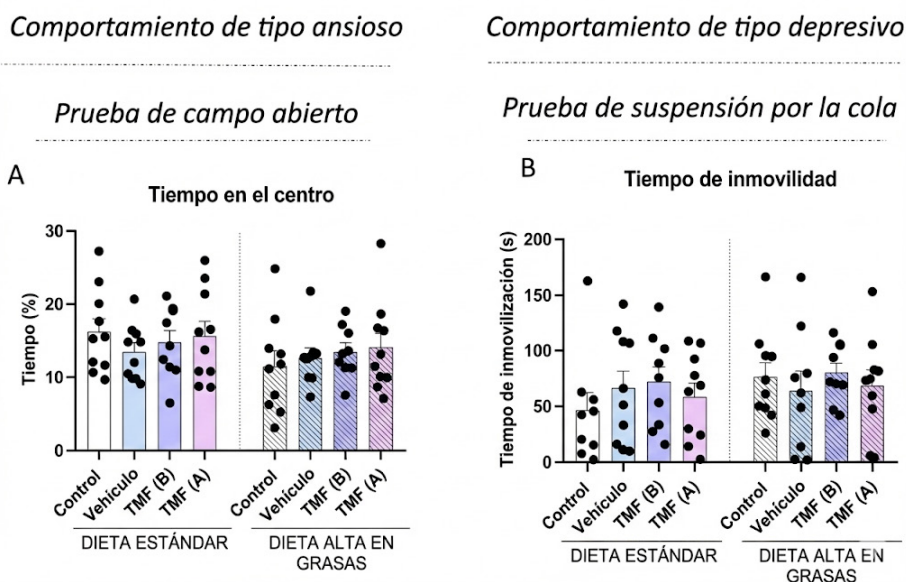 Comportamiento de tipo ansioso
Prueba de campo abierto
A
Tiempo en el centro
Tiempo (%)
30
20
10
0
Control
Vehículo
TMF (B)
TMF (A)
Control
Vehículo
TMF (B)
TMF (A)
DIETA ESTÁNDAR
DIETA ALTA EN
GRASAS
Comportamiento de tipo depresivo
Prueba de suspensión por la cola
B
Tiempo de inmovilidad
Tiempo de inmovilización (s)
200
150
100
50
0
Control
Vehículo
TMF (B)
TMF (A)
Control
Vehículo
TMF (B)
TMF (A)
DIETA ESTÁNDAR
DIETA ALTA EN
GRASAS